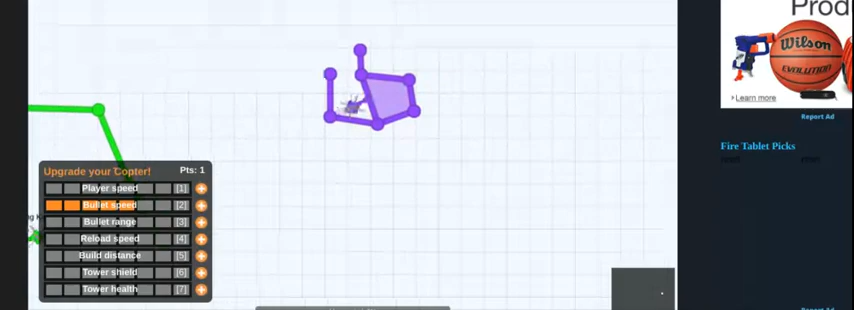 Prod
Wilson
EVOLUTION
›Learn more
Report Ad
Upgrade your Copter! Pts: 1
Player speed [1]
Bullet speed [2]
Bullet range [3]
Reload speed [4]
Build distance [5]
Tower shield [6]
Tower health [7]
Fire Tablet Picks
Report Ad